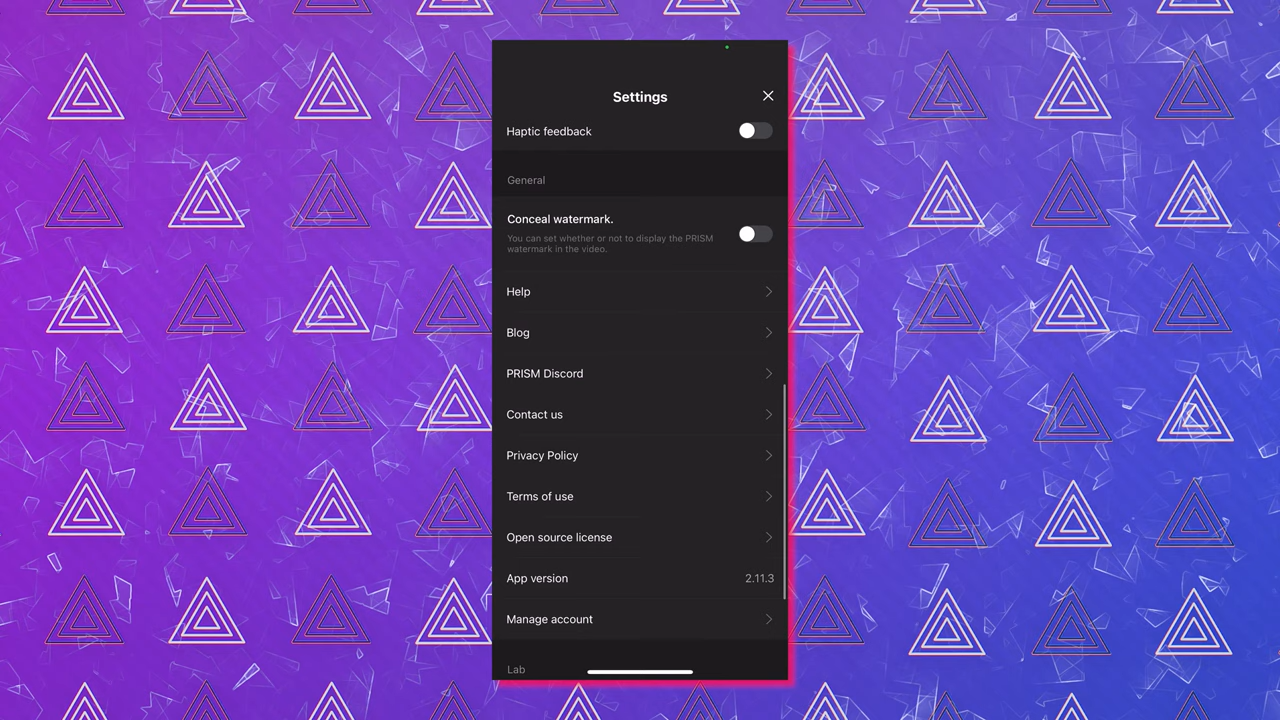 Settings
Haptic feedback
General
Conceal watermark.
You can set whether or not to display the PRISM
watermark in the video.
Help
Blog
PRISM Discord
Contact us
Privacy Policy
Terms of use
Open source license
App version 2.11.3
Manage account
Lab